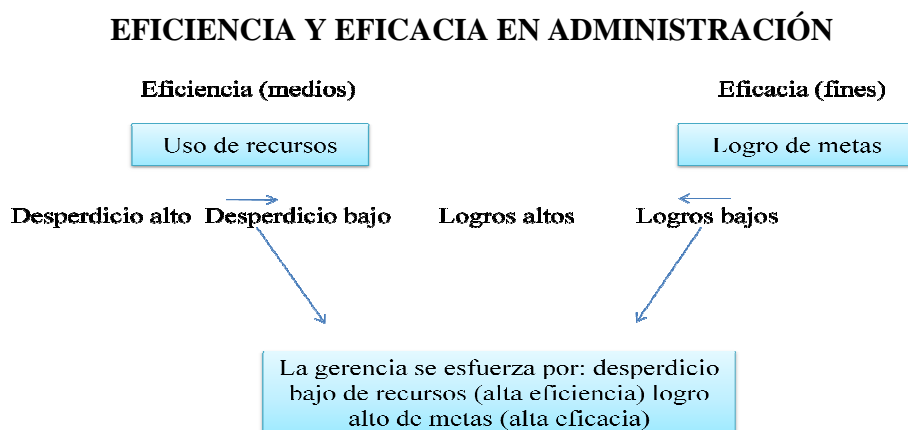 EFICIENCIA Y EFICACIA EN ADMINISTRACIÓN
Eficiencia (medios)
Eficacia (fines)
Uso de recursos
Logro de metas
Desperdicio alto
Desperdicio bajo
Logros altos
Logros bajos
La gerencia se esfuerza por: desperdicio
bajo de recursos (alta eficiencia) logro
alto de metas (alta eficacia)